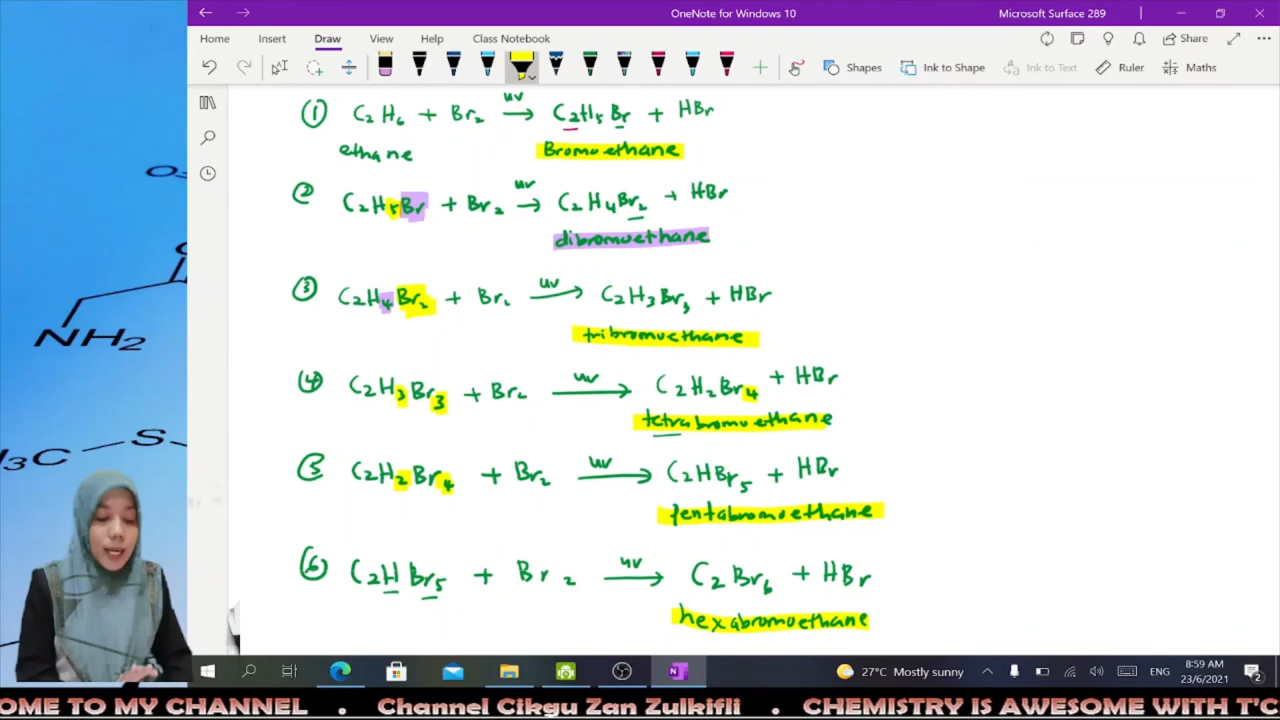 OneNote for Windows 10
Microsoft Surface 289
Home Insert Draw View Help Class Notebook
Share
Shapes Ink to Shape Ink to Text Ruler Maths
① C2H6 + Br2 uv → C2H5Br + HBr
ethane Bromoethane
② C2H5Br + Br2 uv → C2H4Br2 + HBr
dibromoethane
③ C2H4Br2 + Br2 uv → C2H3Br3 + HBr
tribromoethane
④ C2H3Br3 + Br2 uv → C2H2Br4 + HBr
tetrabromoethane
⑤ C2H2Br4 + Br2 uv → C2HBr5 + HBr
pentabromoethane
⑥ C2HBr5 + Br2 uv → C2Br6 + HBr
hexabromoethane
O
NH2
3C S
27°C Mostly sunny
ENG
8:59 AM
23/6/2021
2
OME TO MY CHANNEL . Channel Cikgu Zan Zulkifli . CHEMISTRY IS AWESOME WITH T'C